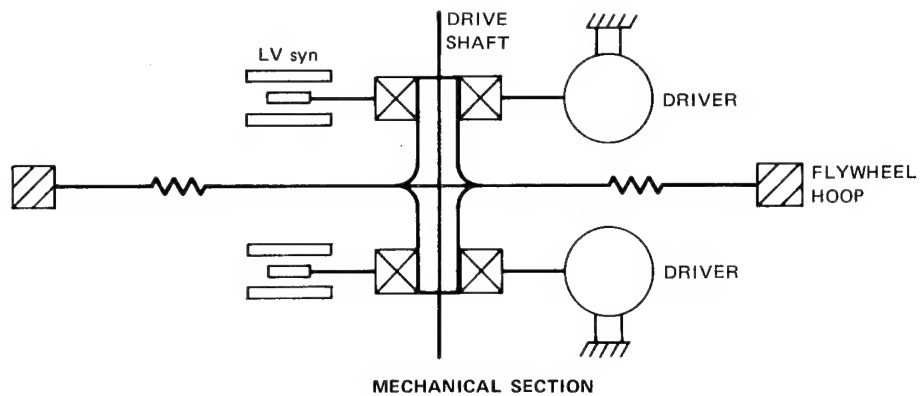 DRIVE
SHAFT
LV syn
DRIVER
FLYWHEEL
HOOP
DRIVER
MECHANICAL SECTION